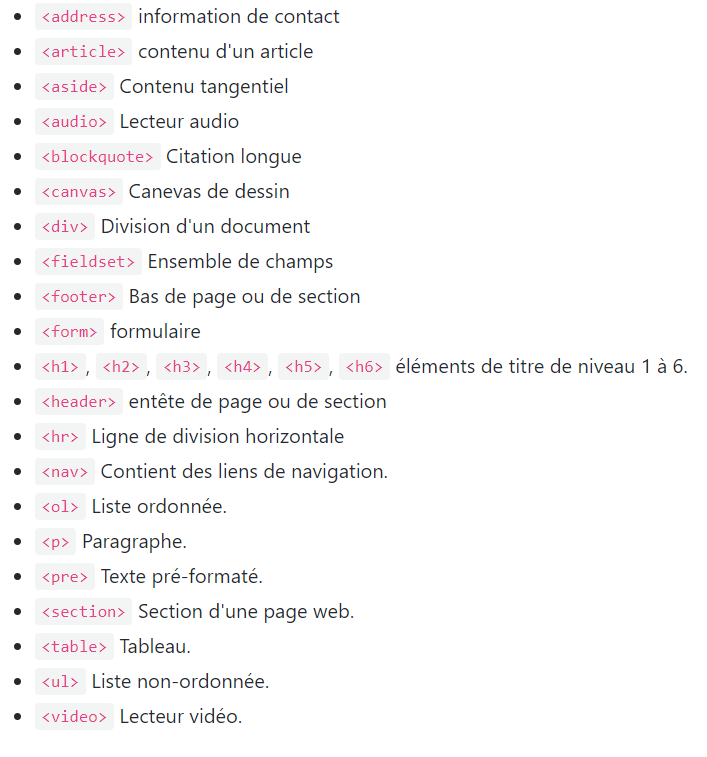 <address> information de contact
<article> contenu d'un article
<aside> Contenu tangentiel
<audio> Lecteur audio
<blockquote> Citation longue
<canvas> Canevas de dessin
<div> Division d'un document
<fieldset> Ensemble de champs
<footer> Bas de page ou de section
<form> formulaire
<h1>, <h2>, <h3>, <h4>, <h5>, <h6> éléments de titre de niveau 1 à 6.
<header> entête de page ou de section
<hr> Ligne de division horizontale
<nav> Contient des liens de navigation.
<ol> Liste ordonnée.
<p> Paragraphe.
<pre> Texte pré-formaté.
<section> Section d'une page web.
<table> Tableau.
<ul> Liste non-ordonnée.
<video> Lecteur vidéo.